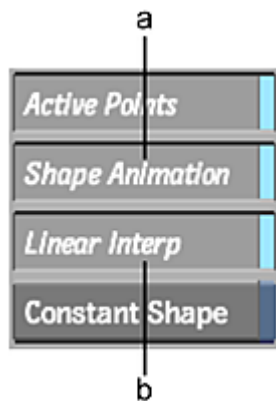 a
Active Points
Shape Animation
Linear Interp
Constant Shape
b